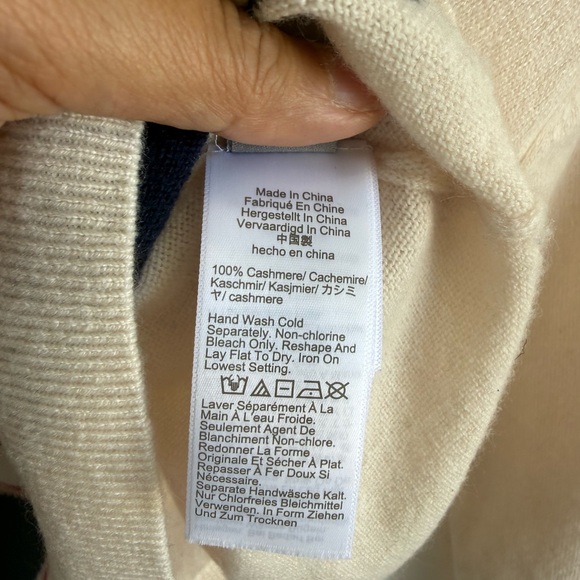 Made In China
Fabriqué En Chine
Hergestellt In China
Vervaardigd In China
中国製
hecho en china
100% Cashmere/ Cachemire/
Kaschmir/ Kasjmier/ カシミ
ヤ/ cashmere
Hand Wash Cold
Separately. Non-chlorine
Bleach Only. Reshape And
Lay Flat To Dry. Iron On
Lowest Setting.
Laver Séparément À La
Main À L'eau Froide.
Seulement Agent De
Blanchiment Non-chlore.
Redonner La Forme
Originale Et Sécher À Plat.
Repasser À Fer Doux Si
Nécessaire.
Separate Handwäsche Kalt.
Nur Chlorfreies Bleichmittel
Verwenden. In Form Ziehen
Und Zum Trocknen